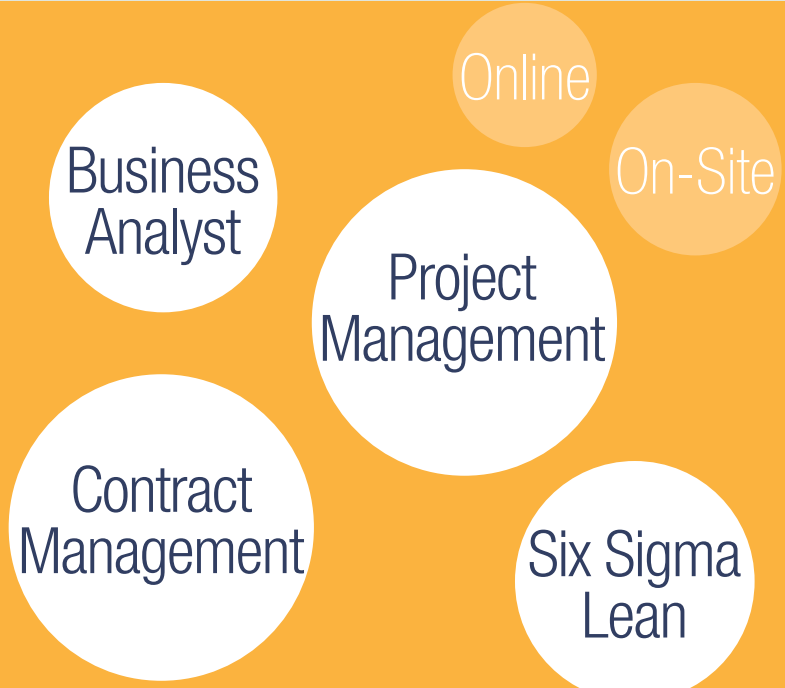 Online
On-Site
Business
Analyst
Project
Management
Contract
Management
Six Sigma
Lean